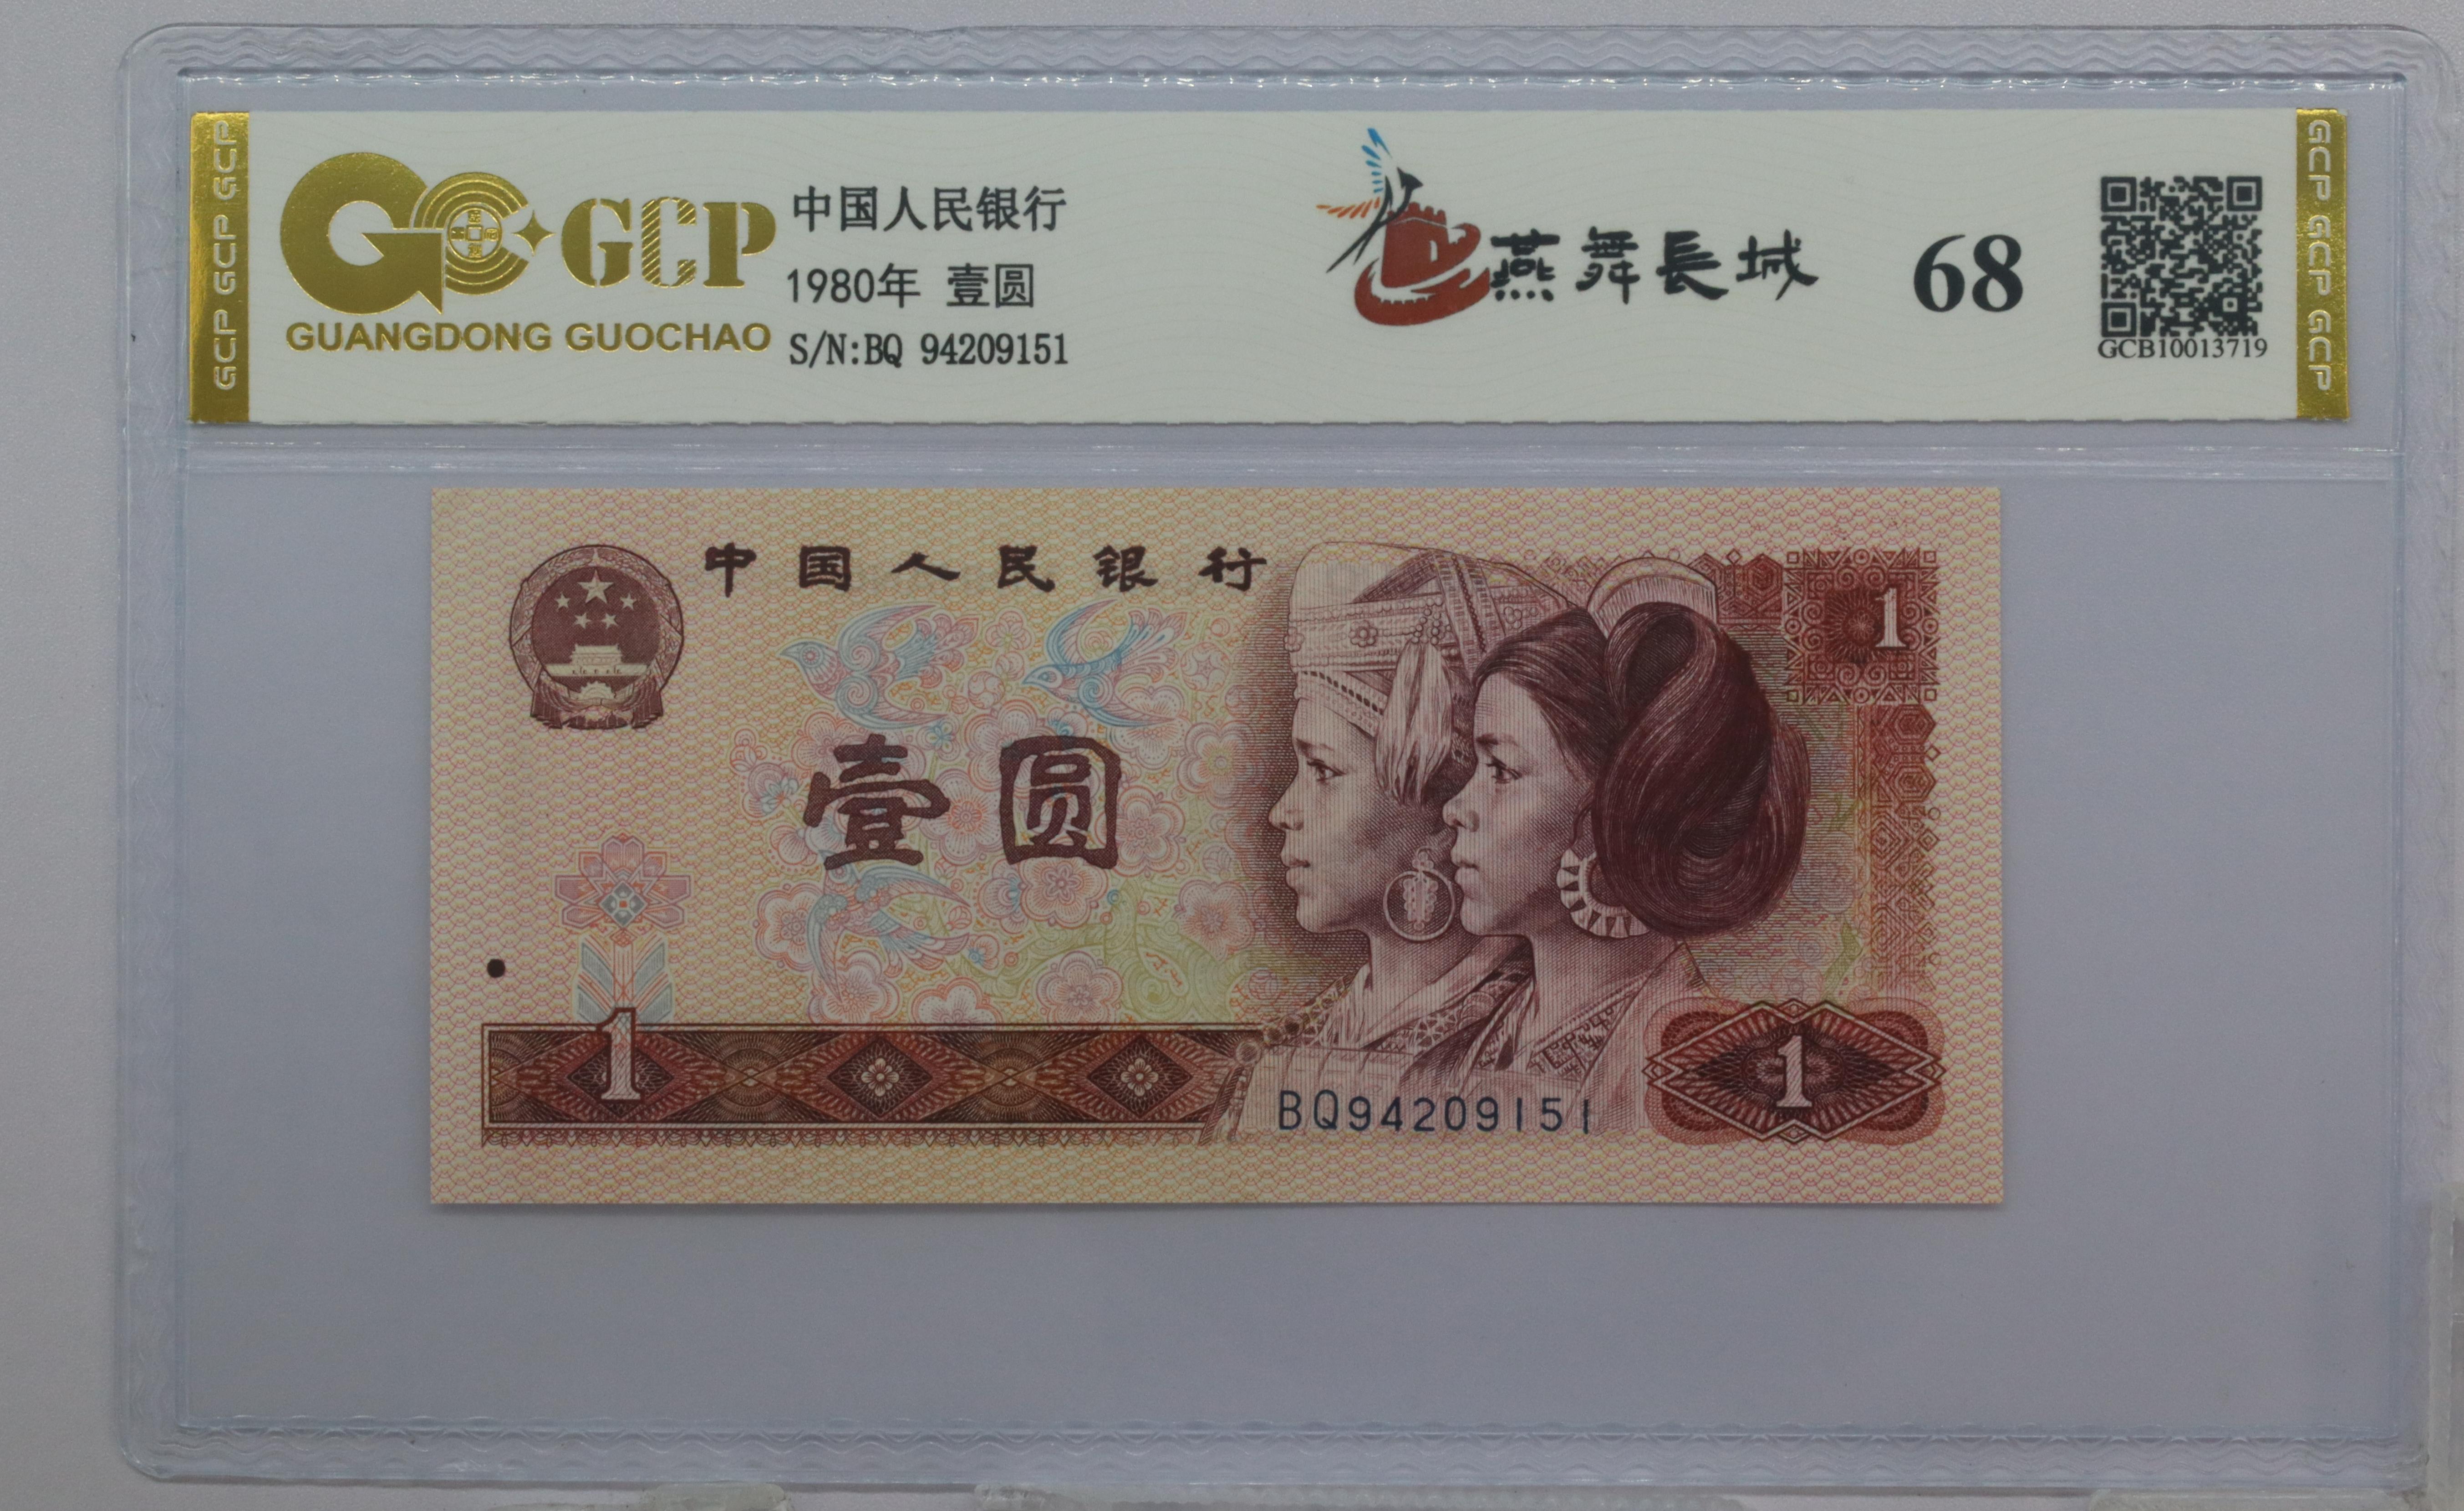 GCP GCP GCP
GCP
GUANGDONG GUOCHAO
中国人民银行
1980年 壹圆
S/N:BQ 94209151
燕舞長城
68
GCB10013719
GCP GCP GCP
中国人民银行
1
壹圆
1
BQ94209151
1